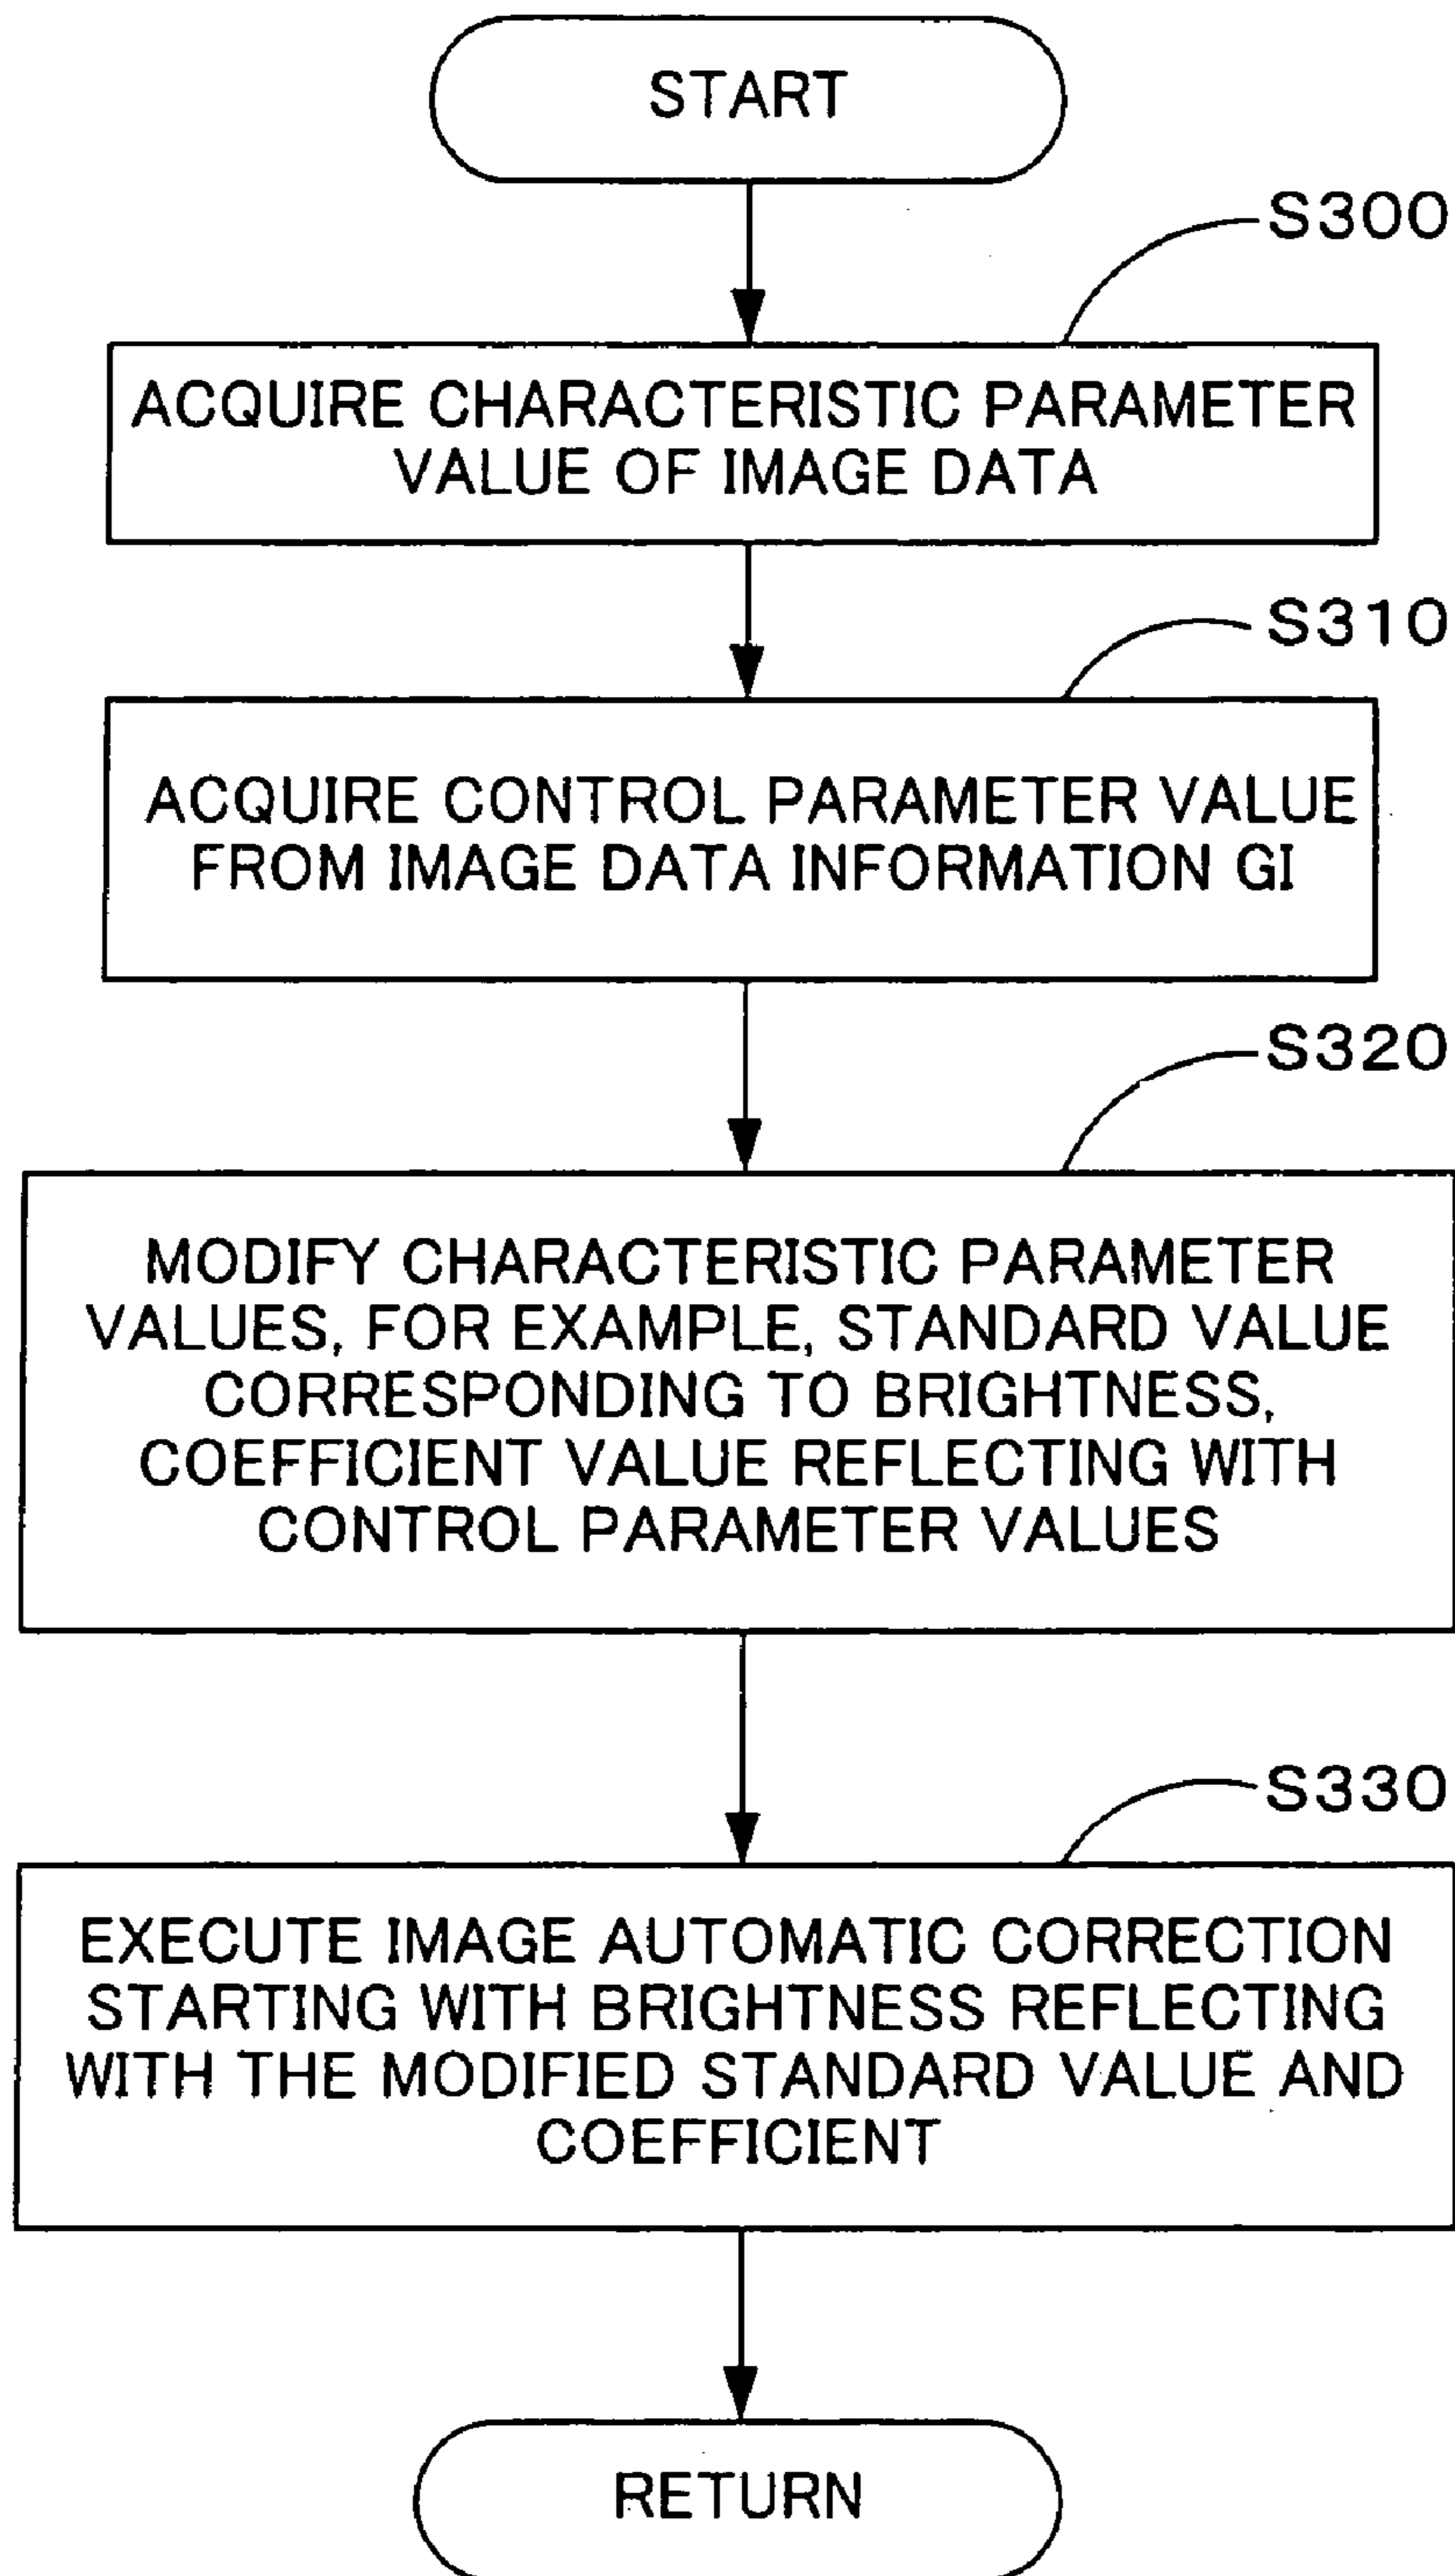 START
S300
ACQUIRE CHARACTERISTIC PARAMETER
VALUE OF IMAGE DATA
S310
ACQUIRE CONTROL PARAMETER VALUE
FROM IMAGE DATA INFORMATION GI
S320
MODIFY CHARACTERISTIC PARAMETER
VALUES, FOR EXAMPLE, STANDARD VALUE
CORRESPONDING TO BRIGHTNESS,
COEFFICIENT VALUE REFLECTING WITH
CONTROL PARAMETER VALUES
S330
EXECUTE IMAGE AUTOMATIC CORRECTION
STARTING WITH BRIGHTNESS REFLECTING
WITH THE MODIFIED STANDARD VALUE AND
COEFFICIENT
RETURN